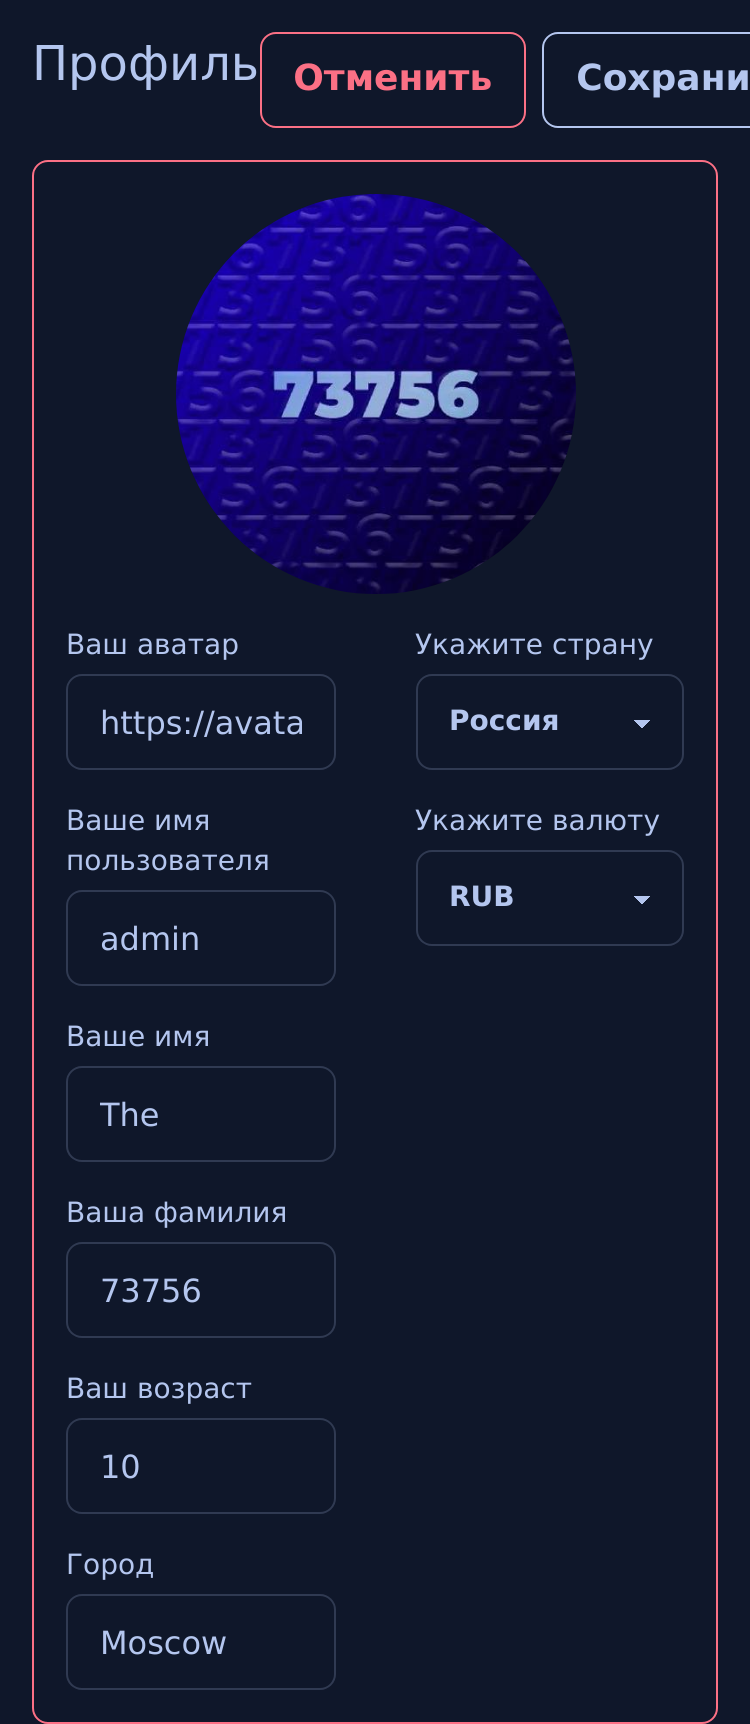 Профиль
Отменить
Сохрани
73756
Ваш аватар
https://avata
Ваше имя
пользователя
admin
Ваше имя
The
Ваша фамилия
73756
Ваш возраст
10
Город
Moscow
Укажите страну
Россия
Укажите валюту
RUB